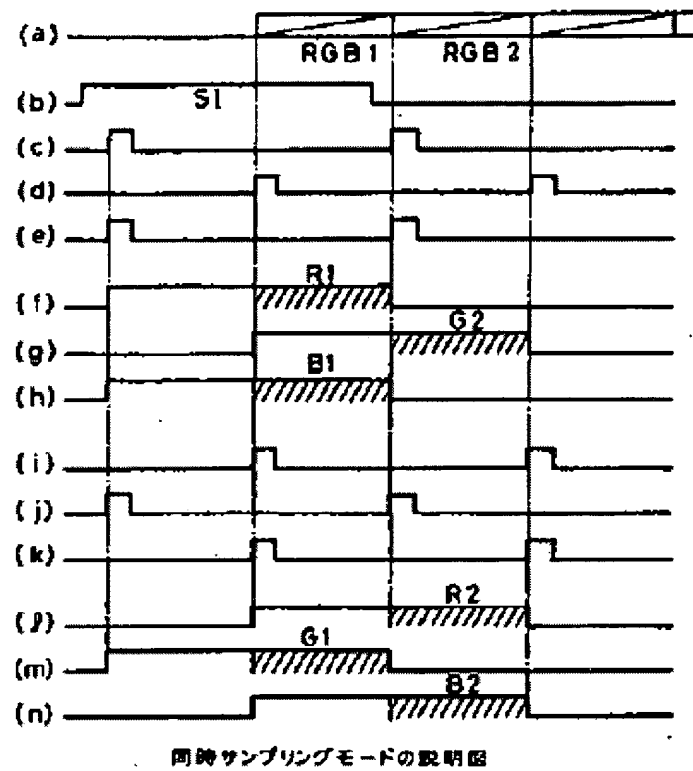 (a)
RGB1 RGB2
(b) S1
(c)
(d)
(e)
R1
(f)
G2
(g)
B1
(h)
(i)
(j)
(k)
R2
(ℓ)
G1
(m)
B2
(n)
同時サンプリングモードの説明図